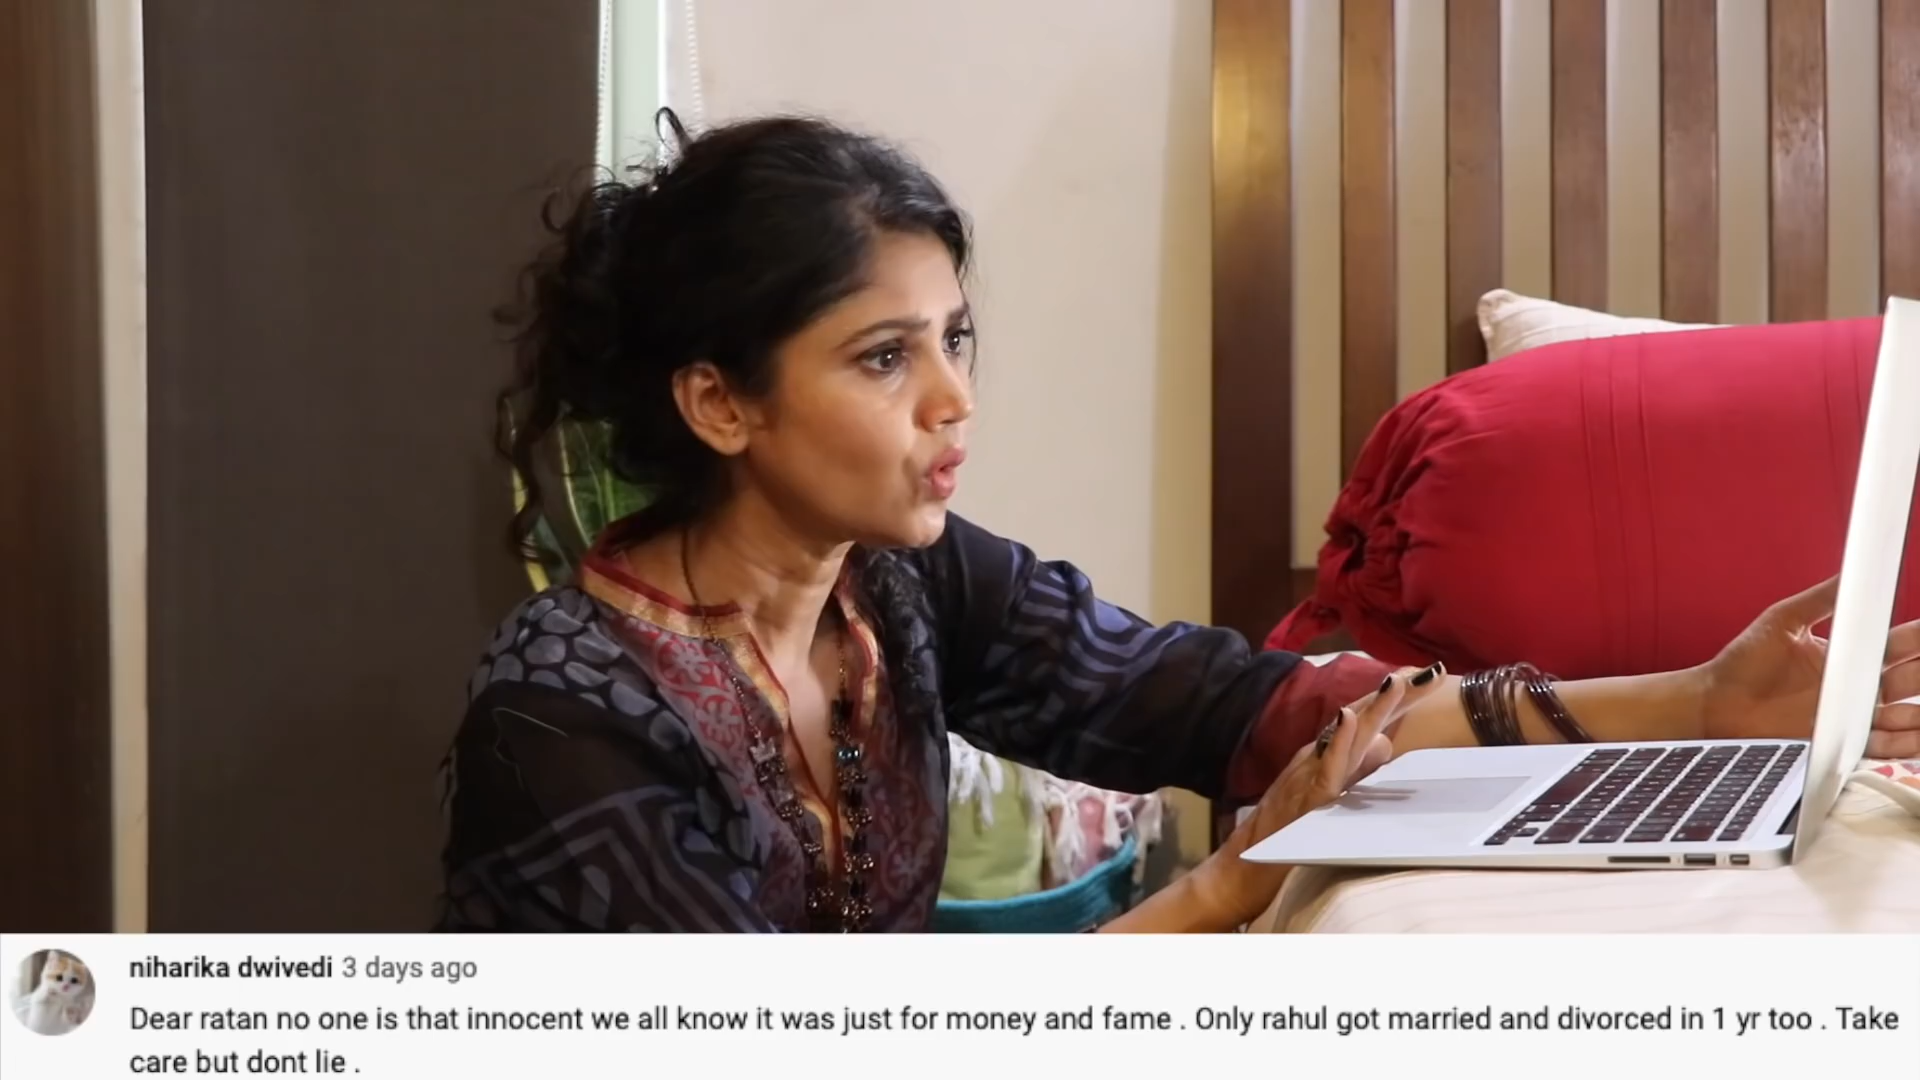 niharika dwivedi 3 days ago
Dear ratan no one is that innocent we all know it was just for money and fame . Only rahul got married and divorced in 1 yr too . Take
care but dont lie .